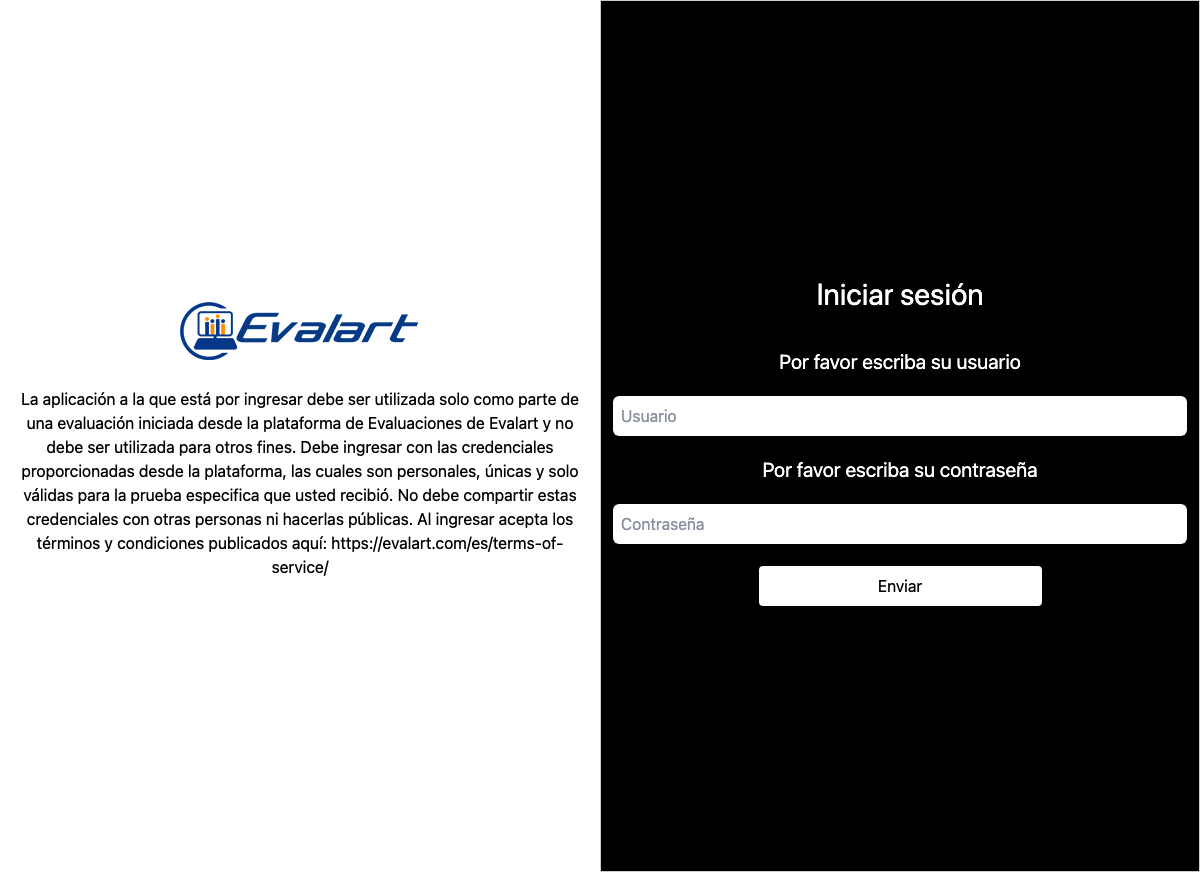 Evalart
La aplicación a la que está por ingresar debe ser utilizada solo como parte de
una evaluación iniciada desde la plataforma de Evaluaciones de Evalart y no
debe ser utilizada para otros fines. Debe ingresar con las credenciales
proporcionadas desde la plataforma, las cuales son personales, únicas y solo
válidas para la prueba especifica que usted recibió. No debe compartir estas
credenciales con otras personas ni hacerlas públicas. Al ingresar acepta los
términos y condiciones publicados aquí: https://evalart.com/es/terms-of-
service/
Iniciar sesión
Por favor escriba su usuario
Usuario
Por favor escriba su contraseña
Contraseña
Enviar